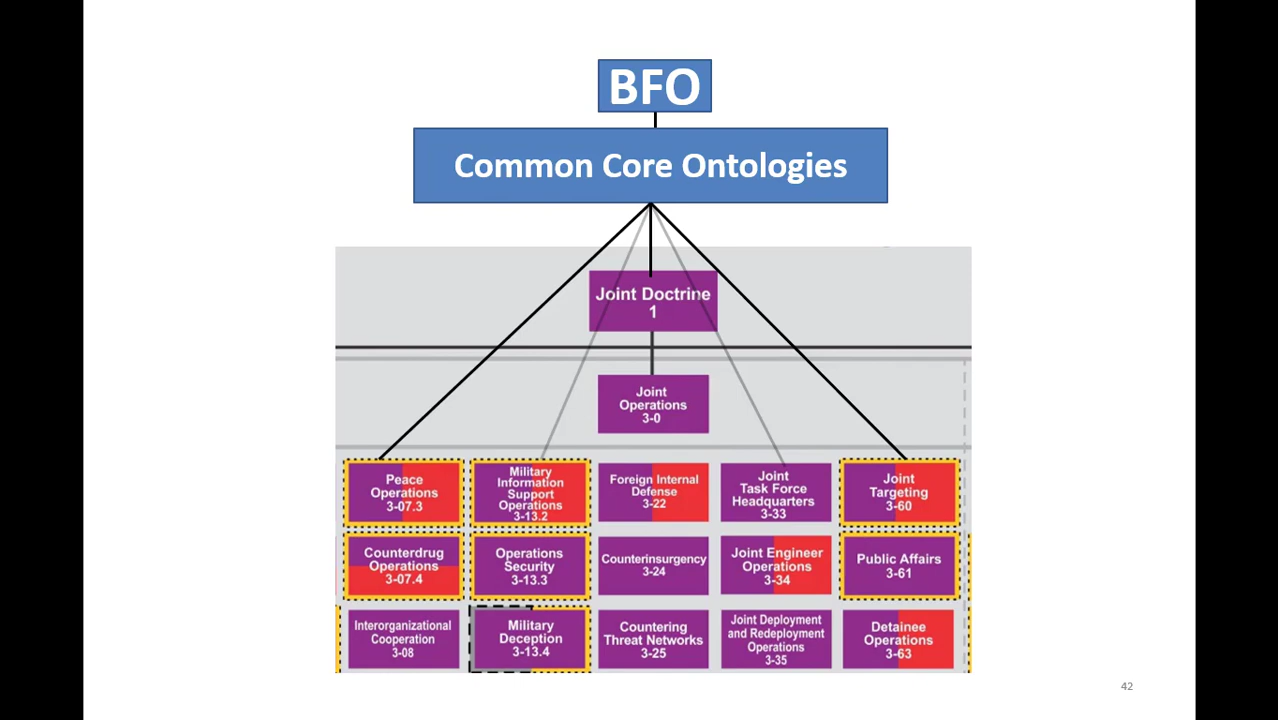 BFO
Common Core Ontologies
Joint Doctrine
1
Joint
Operations
3-0
Peace
Operations
3-07.3
Military
Information
Support
Operations
3-13.2
Foreign Internal
Defense
3-22
Joint
Task Force
Headquarters
3-33
Joint
Targeting
3-60
Counterdrug
Operations
3-07.4
Operations
Security
3-13.3
Counterinsurgency
3-24
Joint Engineer
Operations
3-34
Public Affairs
3-61
Interorganizational
Cooperation
3-08
Military
Deception
3-13.4
Countering
Threat Networks
3-25
Joint Deployment
and Redeployment
Operations
3-35
Detainee
Operations
3-63
42